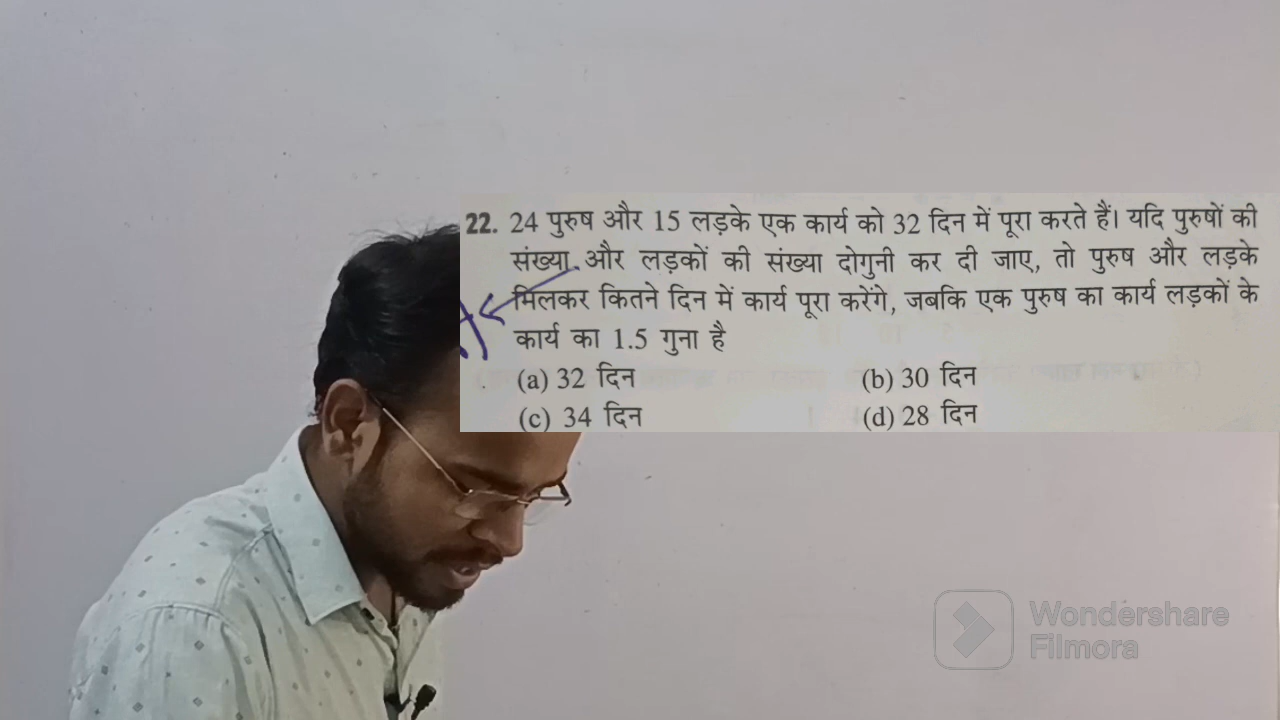 22. 24 पुरुष और 15 लड़के एक कार्य को 32 दिन में पूरा करते हैं। यदि पुरुषों की
संख्या और लड़कों की संख्या दोगुनी कर दी जाए, तो पुरुष और लड़के
मिलकर कितने दिन में कार्य पूरा करेंगे, जबकि एक पुरुष का कार्य लड़कों के
कार्य का 1.5 गुना है
(a) 32 दिन (b) 30 दिन
(c) 34 दिन (d) 28 दिन
Wondershare
Filmora